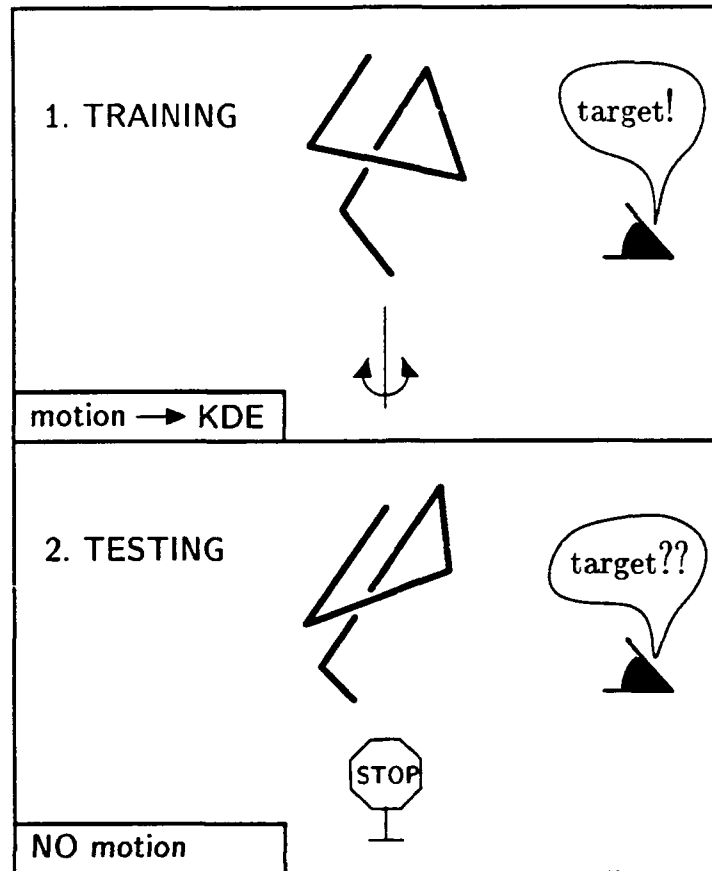 1. TRAINING
target!
motion → KDE
2. TESTING
target??
STOP
NO motion